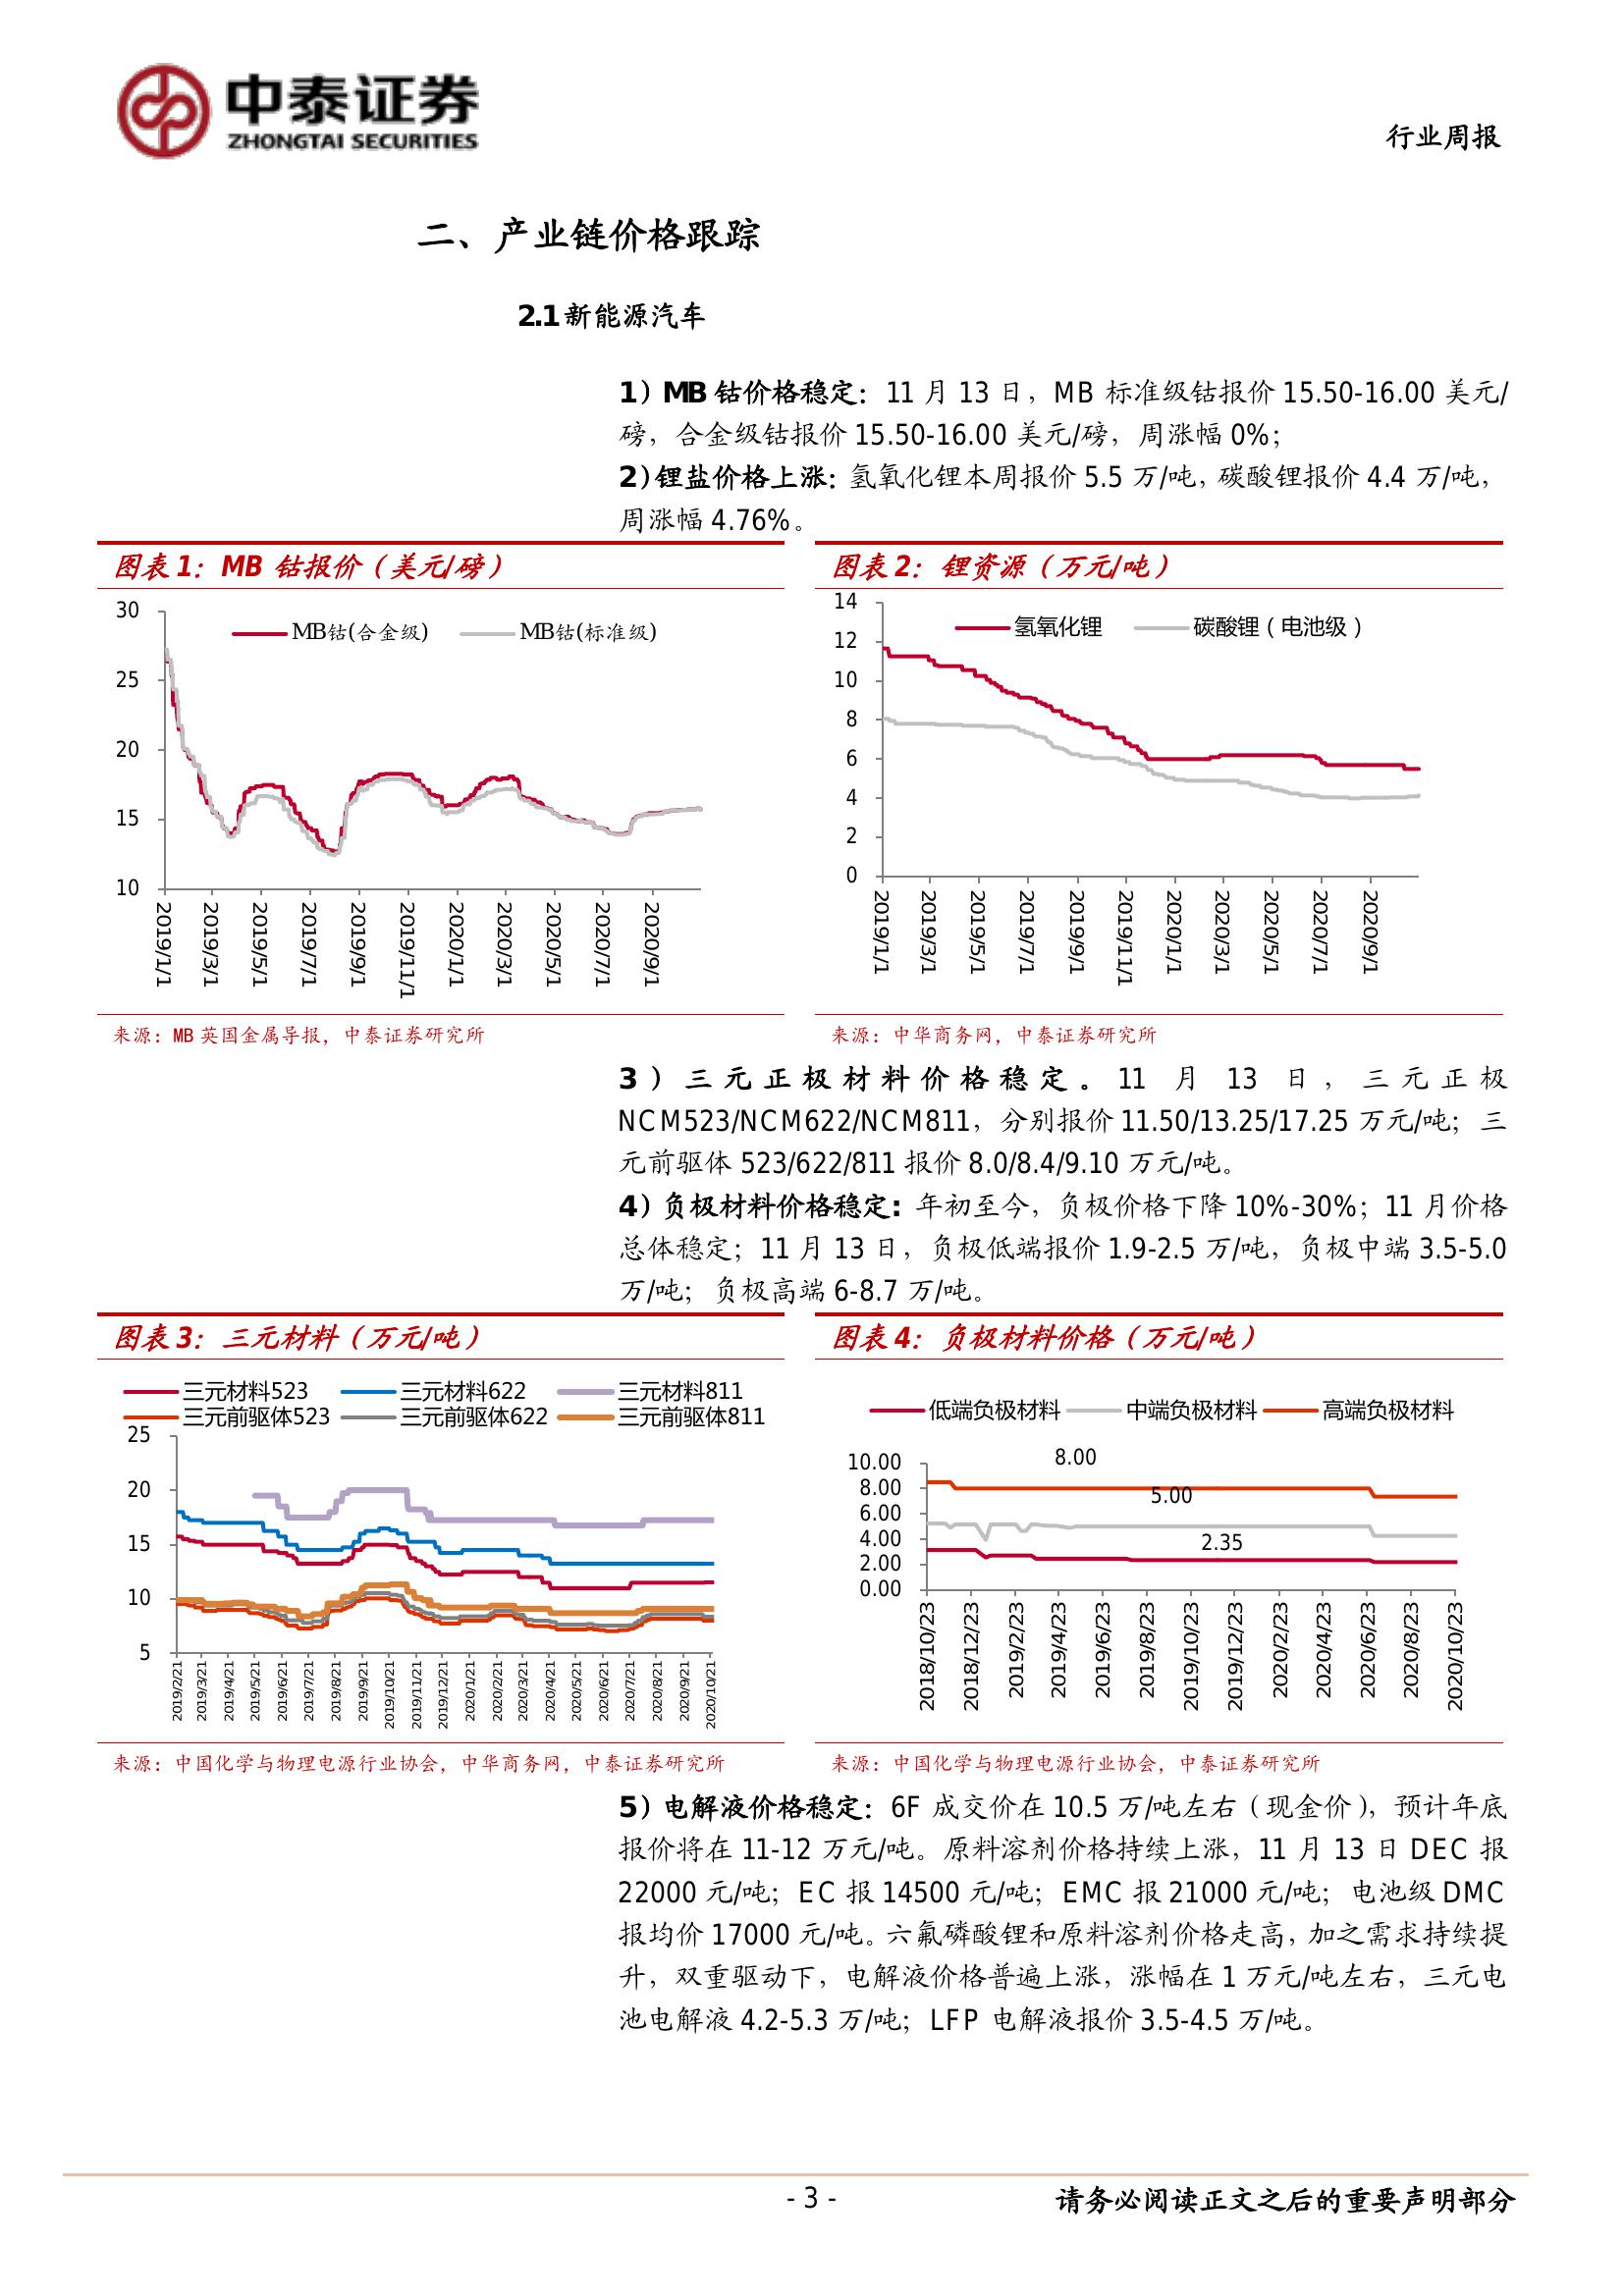 中泰证券
ZHONGTAI SECURITIES
行业周报
二、产业链价格跟踪
2.1 新能源汽车
1）MB 钴价格稳定：11 月 13 日，MB 标准级钴报价 15.50-16.00 美元/
磅，合金级钴报价 15.50-16.00 美元/磅，周涨幅 0%；
2）锂盐价格上涨：氢氧化锂本周报价 5.5 万/吨，碳酸锂报价 4.4 万/吨，
周涨幅 4.76%。
图表 1：MB 钴报价（美元/磅）
MB钴(合金级) MB钴(标准级)
30
25
20
15
10
2019/1/1 2019/3/1 2019/5/1 2019/7/1 2019/9/1 2019/11/1 2020/1/1 2020/3/1 2020/5/1 2020/7/1 2020/9/1
来源：MB 英国金属导报，中泰证券研究所
图表 2：锂资源（万元/吨）
氢氧化锂 碳酸锂（电池级）
14
12
10
8
6
4
2
0
2019/1/1 2019/3/1 2019/5/1 2019/7/1 2019/9/1 2019/11/1 2020/1/1 2020/3/1 2020/5/1 2020/7/1 2020/9/1
来源：中华商务网，中泰证券研究所
3）三元正极材料价格稳定。11 月 13 日，三元正极
NCM523/NCM622/NCM811，分别报价 11.50/13.25/17.25 万元/吨；三
元前驱体 523/622/811 报价 8.0/8.4/9.10 万元/吨。
4）负极材料价格稳定：年初至今，负极价格下降 10%-30%；11 月价格
总体稳定；11 月 13 日，负极低端报价 1.9-2.5 万/吨，负极中端 3.5-5.0
万/吨；负极高端 6-8.7 万/吨。
图表 3：三元材料（万元/吨）
三元材料523 三元材料622 三元材料811
三元前驱体523 三元前驱体622 三元前驱体811
25
20
15
10
5
2019/2/21 2019/3/21 2019/4/21 2019/5/21 2019/6/21 2019/7/21 2019/8/21 2019/9/21 2019/10/21 2019/11/21 2019/12/21 2020/1/21 2020/2/21 2020/3/21 2020/4/21 2020/5/21 2020/6/21 2020/7/21 2020/8/21 2020/9/21 2020/10/21
来源：中国化学与物理电源行业协会，中华商务网，中泰证券研究所
图表 4：负极材料价格（万元/吨）
低端负极材料 中端负极材料 高端负极材料
8.00
5.00
2.35
10.00
8.00
6.00
4.00
2.00
0.00
2018/10/23 2018/12/23 2019/2/23 2019/4/23 2019/6/23 2019/8/23 2019/10/23 2019/12/23 2020/2/23 2020/4/23 2020/6/23 2020/8/23 2020/10/23
来源：中国化学与物理电源行业协会，中泰证券研究所
5）电解液价格稳定：6F 成交价在 10.5 万/吨左右（现金价），预计年底
报价将在 11-12 万元/吨。原料溶剂价格持续上涨，11 月 13 日 DEC 报
22000 元/吨；EC 报 14500 元/吨；EMC 报 21000 元/吨；电池级 DMC
报均价 17000 元/吨。六氟磷酸锂和原料溶剂价格走高，加之需求持续提
升，双重驱动下，电解液价格普遍上涨，涨幅在 1 万元/吨左右，三元电
池电解液 4.2-5.3 万/吨；LFP 电解液报价 3.5-4.5 万/吨。
- 3 -
请务必阅读正文之后的重要声明部分